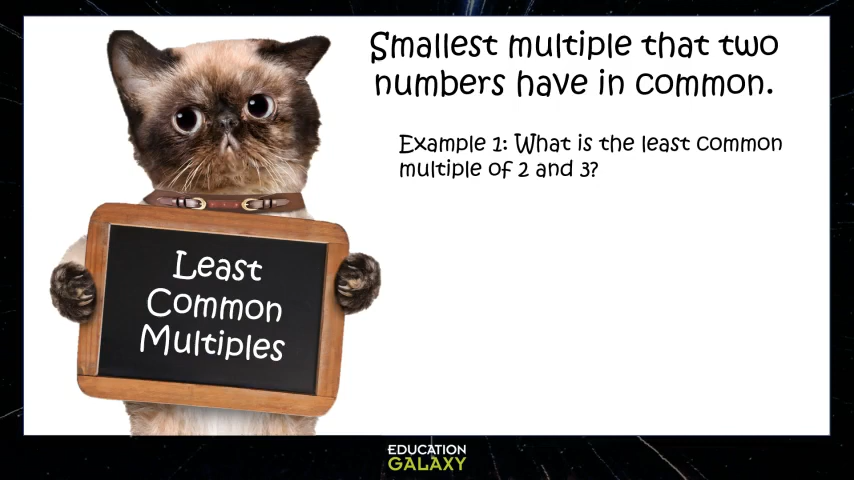 Smallest multiple that two
numbers have in common.
Example 1: What is the least common
multiple of 2 and 3?
Least
Common
Multiples
EDUCATION
GALAXY